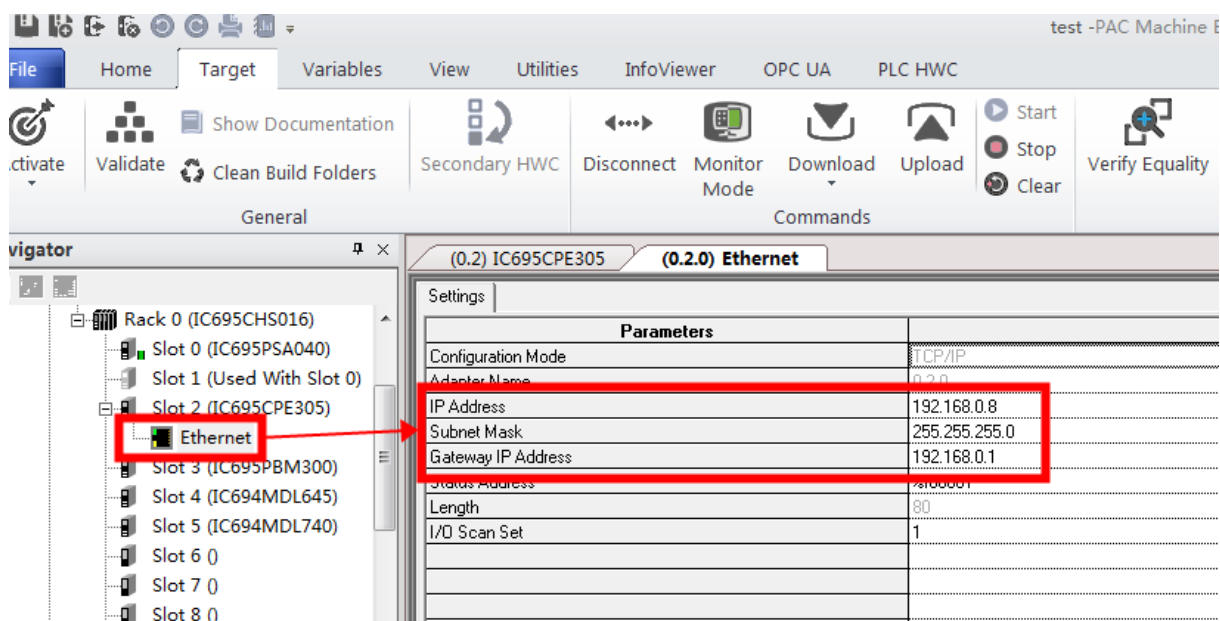 test -PAC Machine E
File Home Target Variables View Utilities InfoViewer OPC UA PLC HWC
ctivate
Validate
Show Documentation
Clean Build Folders
General
Secondary HWC
Disconnect
Monitor Mode
Download
Upload
Start
Stop
Clear
Commands
Verify Equality
vigator
Rack 0 (IC695CHS016)
Slot 0 (IC695PSA040)
Slot 1 (Used With Slot 0)
Slot 2 (IC695CPE305)
Ethernet
Slot 3 (IC695PBM300)
Slot 4 (IC694MDL645)
Slot 5 (IC694MDL740)
Slot 6 ()
Slot 7 ()
Slot 8 ()
(0.2) IC695CPE305 (0.2.0) Ethernet
Settings
Parameters
Configuration Mode TCP/IP
Adapter Name 0.2.0
IP Address 192.168.0.8
Subnet Mask 255.255.255.0
Gateway IP Address 192.168.0.1
Status Address %I00001
Length 80
I/O Scan Set 1